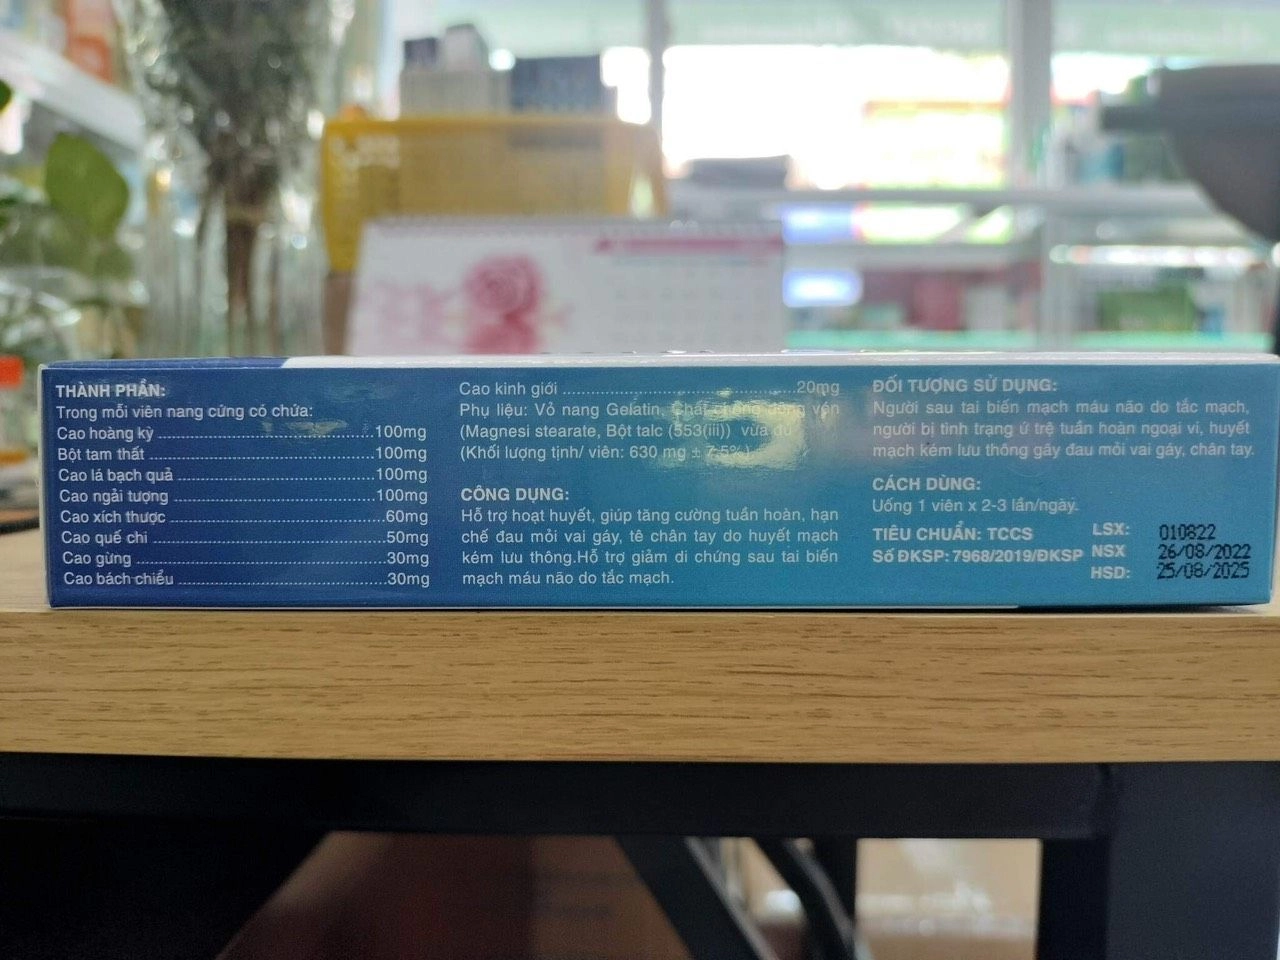 THÀNH PHẦN:
Trong mỗi viên nang cứng có chứa:
Cao hoàng kỳ ........................................ 100mg
Bột tam thất ........................................ 100mg
Cao lá bạch quả ........................................ 100mg
Cao ngải tượng ........................................ 100mg
Cao xích thược ........................................ 60mg
Cao quế chi ........................................ 50mg
Cao gừng ........................................ 30mg
Cao bách chiểu ........................................ 30mg
Cao kinh giới ........................................ 20mg
Phụ liệu: Vỏ nang Gelatin, Chất chống đông vón
(Magnesi stearate, Bột talc (553(iii)) vừa đủ
(Khối lượng tịnh/ viên: 630 mg ± 7,5%)
CÔNG DỤNG:
Hỗ trợ hoạt huyết, giúp tăng cường tuần hoàn, hạn
chế đau mỏi vai gáy, tê chân tay do huyết mạch
kém lưu thông.Hỗ trợ giảm di chứng sau tai biến
mạch máu não do tắc mạch.
ĐỐI TƯỢNG SỬ DỤNG:
Người sau tai biến mạch máu não do tắc mạch,
người bị tình trạng ứ trệ tuần hoàn ngoại vi, huyết
mạch kém lưu thông gây đau mỏi vai gáy, chân tay.
CÁCH DÙNG:
Uống 1 viên x 2-3 lần/ngày.
TIÊU CHUẨN: TCCS
Số ĐKSP: 7968/2019/ĐKSP
LSX: 010822
NSX 26/08/2022
HSD: 25/08/2025